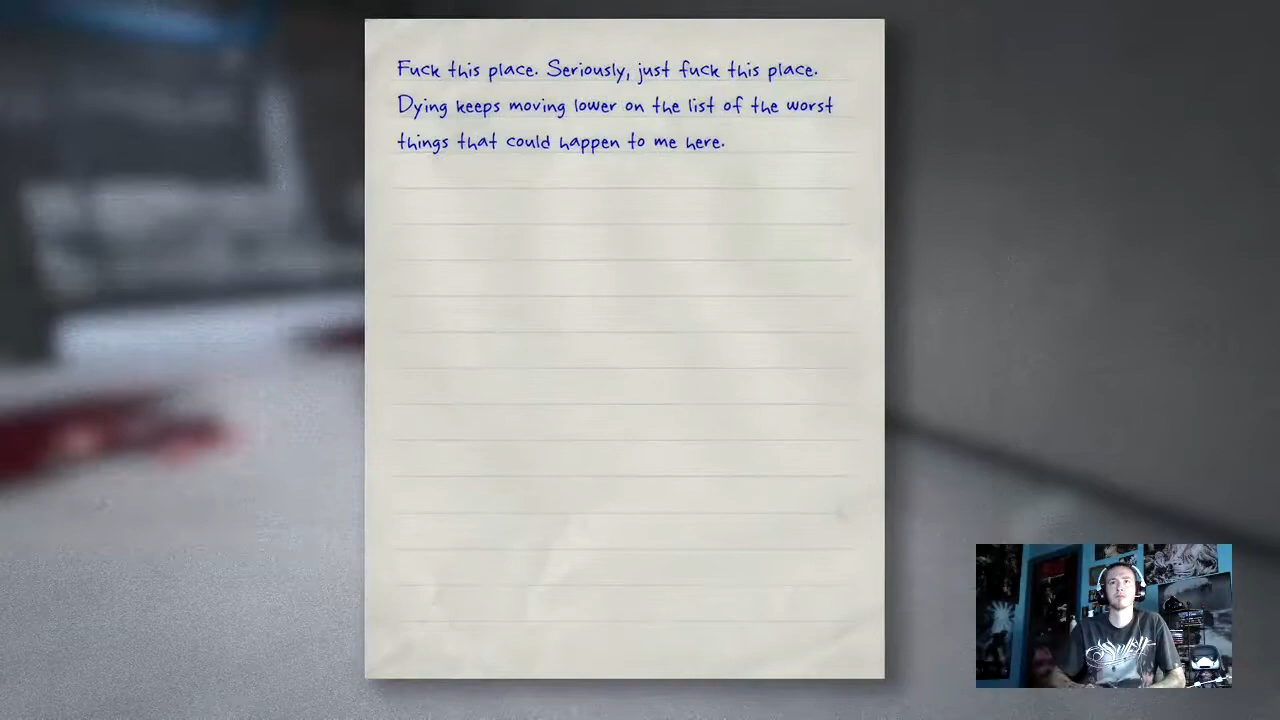 Fuck this place. Seriously, just fuck this place.
Dying keeps moving lower on the list of the worst
things that could happen to me here.